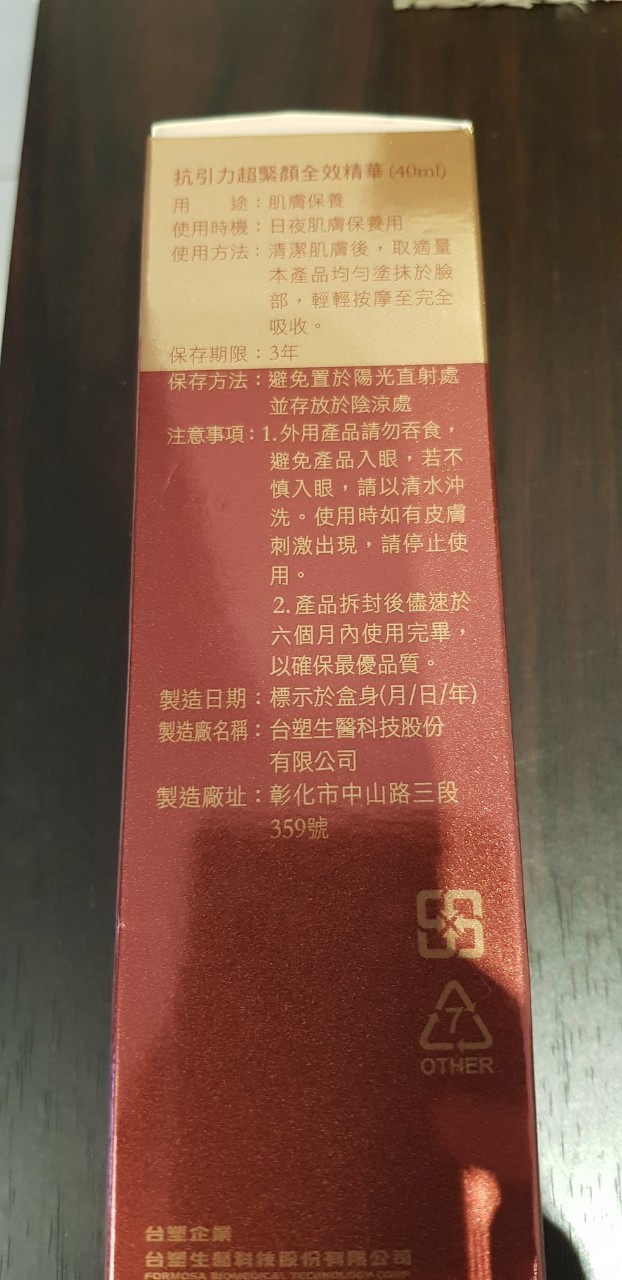 抗引力超緊顏全效精華(40ml)
用　　途：肌膚保養
使用時機：日夜肌膚保養用
使用方法：清潔肌膚後，取適量
本產品均勻塗抹於臉
部，輕輕按摩至完全
吸收。
保存期限：3年
保存方法：避免置於陽光直射處
並存放於陰涼處
注意事項：1.外用產品請勿吞食，
避免產品入眼，若不
慎入眼，請以清水沖
洗。使用時如有皮膚
刺激出現，請停止使
用。
2.產品拆封後儘速於
六個月內使用完畢，
以確保最優品質。
製造日期：標示於盒身(月/日/年)
製造廠名稱：台塑生醫科技股份
有限公司
製造廠址：彰化市中山路三段
359號
7
OTHER
台塑企業
台塑生醫科技股份有限公司
FORMOSA BIOMEDICAL TECHNOLOGY CORP.